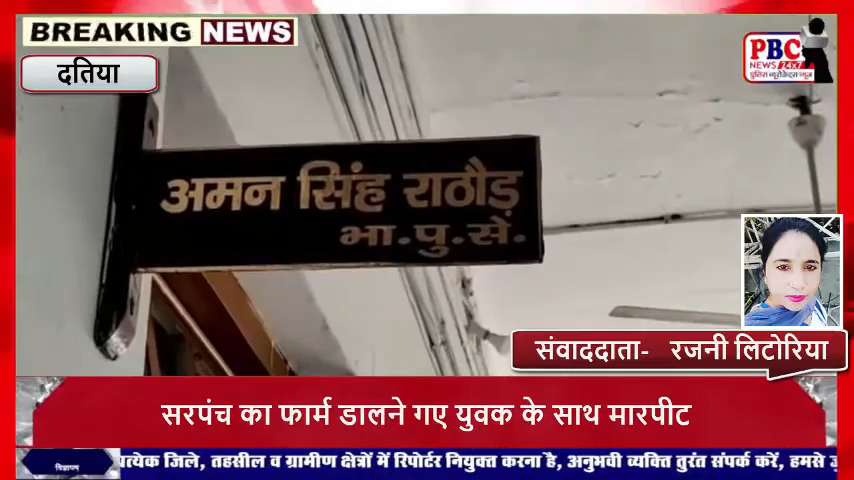 BREAKING NEWS
दतिया
PBC
NEWS 24x7
पुलिस ब्यूरोक्रेट्स न्यूज
अमन सिंह राठौड़
भा.पु.से.
संवाददाता- रजनी लिटोरिया
सरपंच का फार्म डालने गए युवक के साथ मारपीट
विज्ञापन
प्रत्येक जिले, तहसील व ग्रामीण क्षेत्रों में रिपोर्टर नियुक्त करना है, अनुभवी व्यक्ति तुरंत संपर्क करें, हमसे